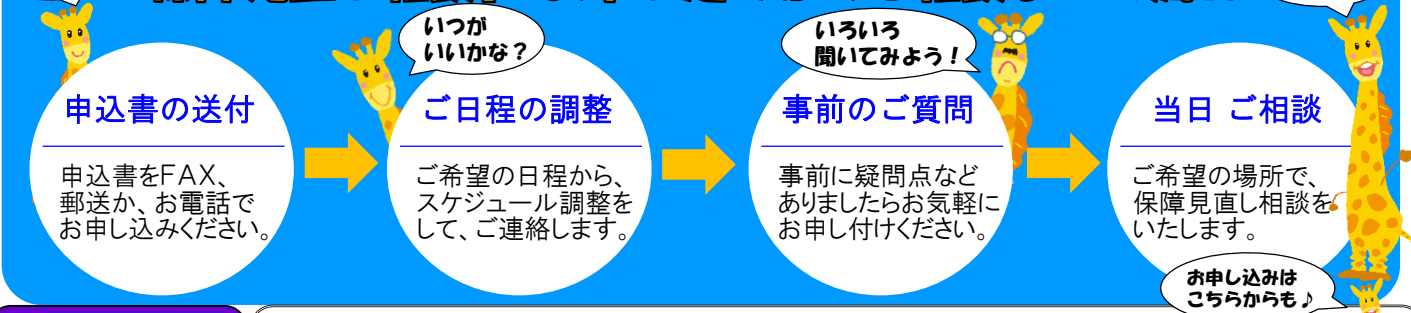 いつが
いいかな？
いろいろ
聞いてみよう！
申込書の送付
申込書をFAX、
郵送か、お電話で
お申し込みください。
ご日程の調整
ご希望の日程から、
スケジュール調整を
して、ご連絡します。
事前のご質問
事前に疑問点など
ありましたらお気軽に
お申し付けください。
当日 ご相談
ご希望の場所で、
保障見直し相談を
いたします。
お申し込みは
こちらからも♪